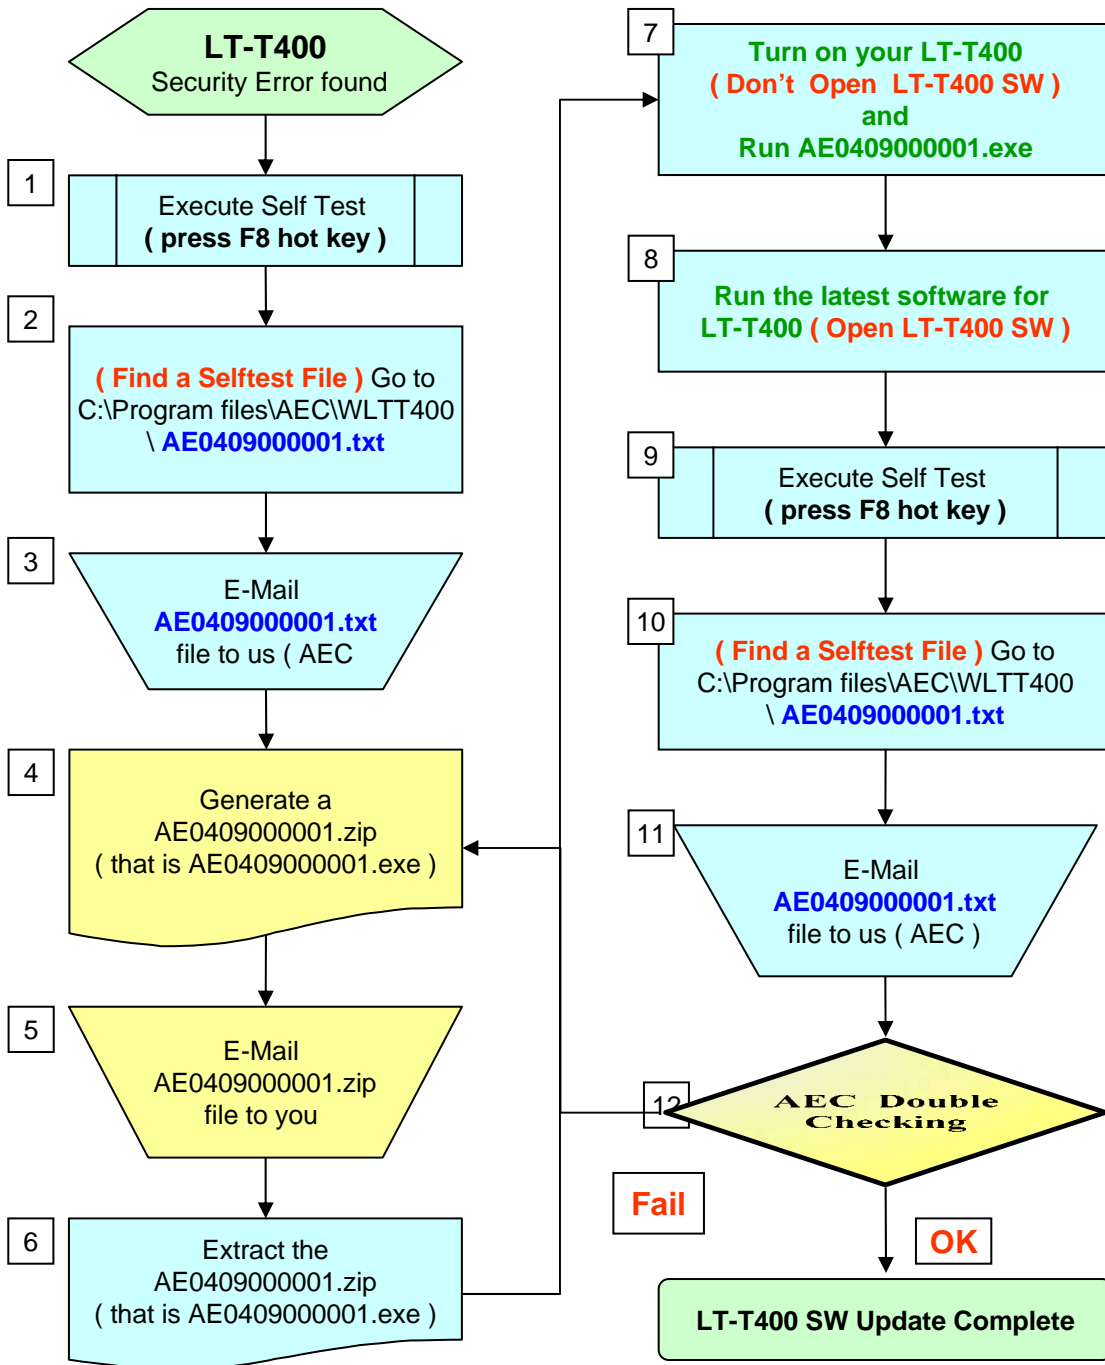 LT-T400
Security Error found
1
Execute Self Test
( press F8 hot key )
2
( Find a Selftest File ) Go to
C:\Program files\AEC\WLTT400
\ AE0409000001.txt
3
E-Mail
AE0409000001.txt
file to us ( AEC
4
Generate a
AE0409000001.zip
( that is AE0409000001.exe )
5
E-Mail
AE0409000001.zip
file to you
6
Extract the
AE0409000001.zip
( that is AE0409000001.exe )
7
Turn on your LT-T400
( Don't Open LT-T400 SW )
and
Run AE0409000001.exe
8
Run the latest software for
LT-T400 ( Open LT-T400 SW )
9
Execute Self Test
( press F8 hot key )
10
( Find a Selftest File ) Go to
C:\Program files\AEC\WLTT400
\ AE0409000001.txt
11
E-Mail
AE0409000001.txt
file to us ( AEC )
12
AEC Double
Checking
Fail
OK
LT-T400 SW Update Complete